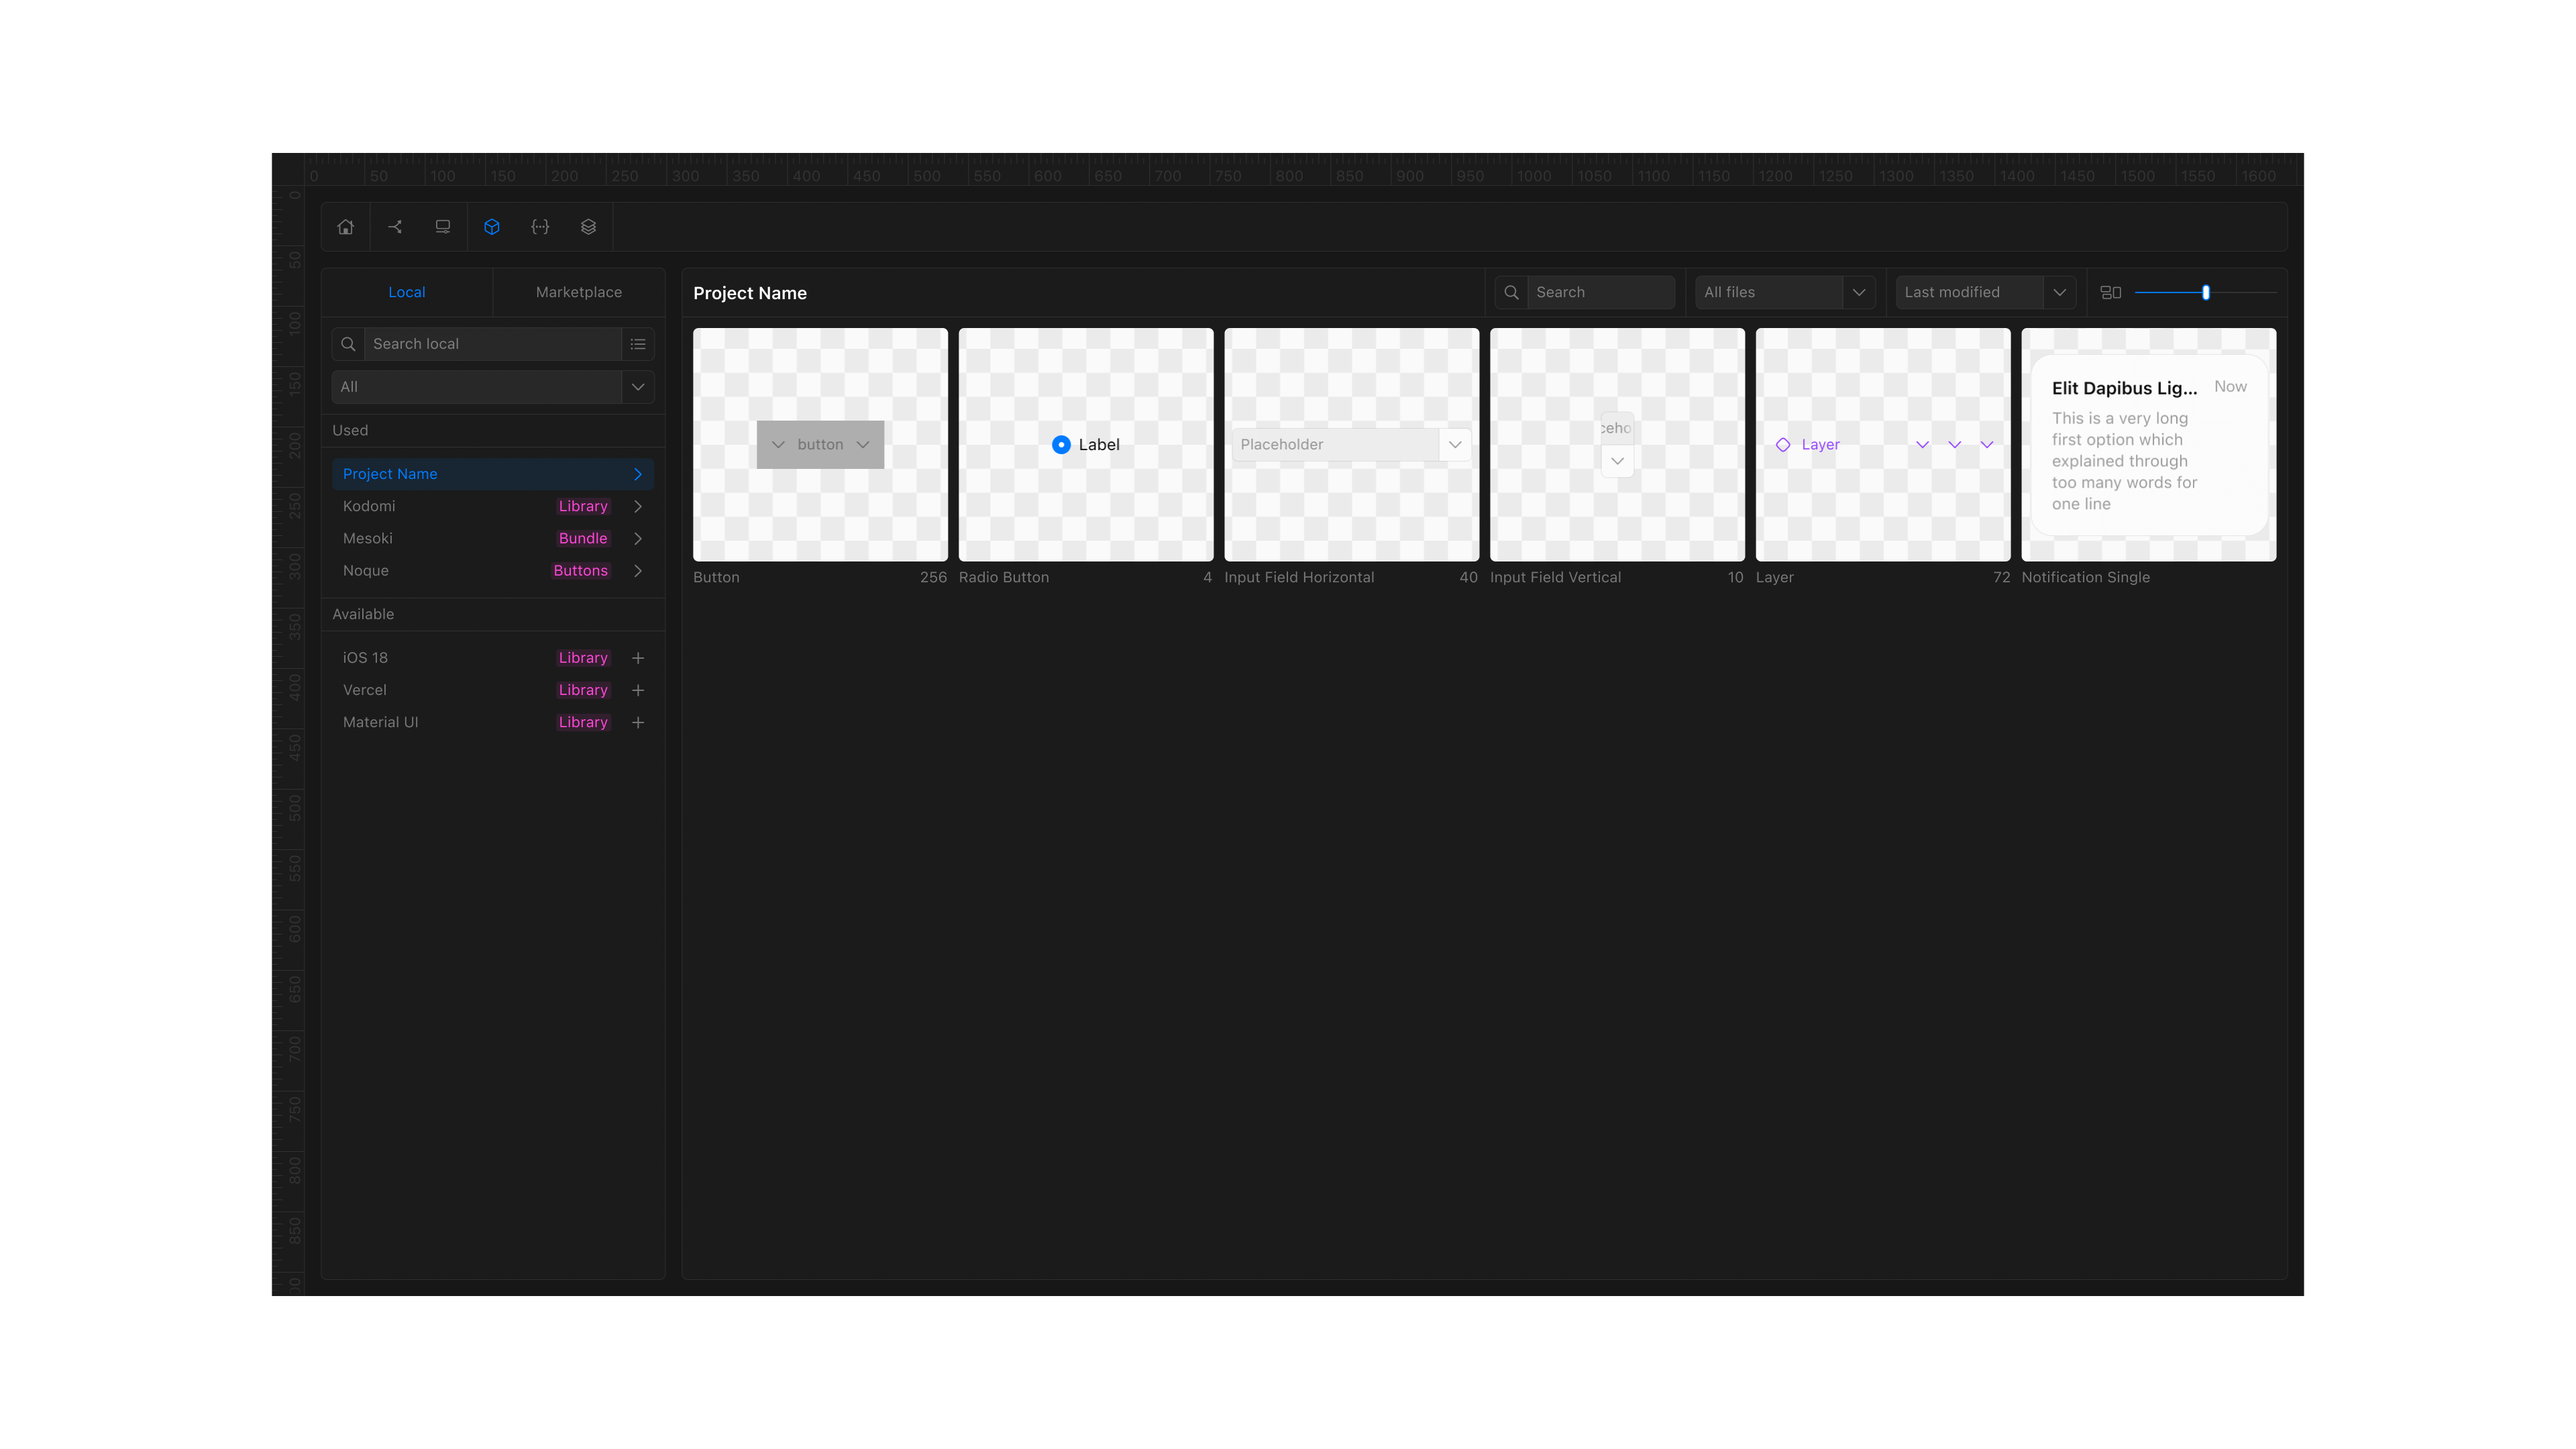 0 50 100 150 200 250 300 350 400 450 500 550 600 650 700 750 800 850 900 950 1000 1050 1100 1150 1200 1250 1300 1350 1400 1450 1500 1550 1600
0
50
100
150
200
250
300
350
400
450
500
550
600
650
700
750
800
850
{···}
Local Marketplace
Search local
All
Used
Project Name
Kodomi Library
Mesoki Bundle
Noque Buttons
Available
iOS 18 Library
Vercel Library
Material UI Library
Project Name Search All files Last modified
button
Button 256
Label
Radio Button 4
Placeholder
Input Field Horizontal 40
ceho
Input Field Vertical 10
Layer
Layer 72
Elit Dapibus Lig... Now
This is a very long
first option which
explained through
too many words for
one line
Notification Single